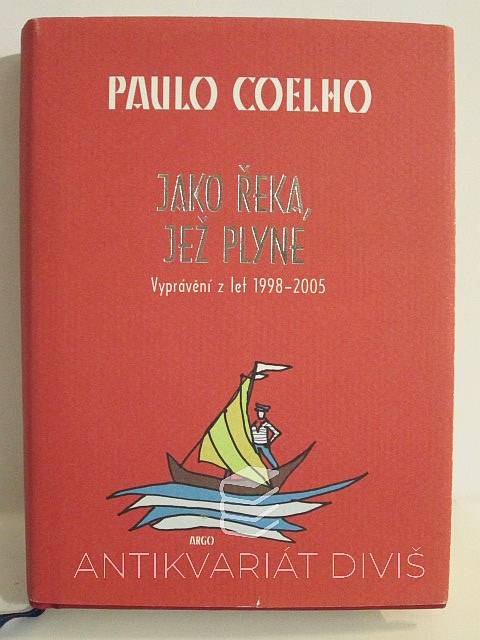 PAULO COELHO
JAKO ŘEKA,
JEŽ PLYNE
Vyprávění z let 1998–2005
ARGO
ANTIKVARIÁT DIVIŠ